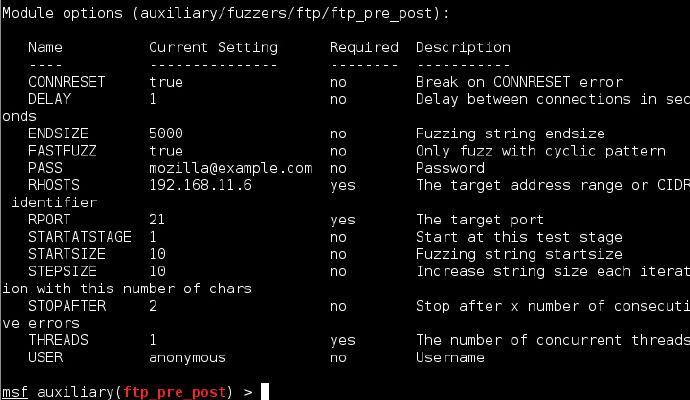 Module options (auxiliary/fuzzers/ftp/ftp_pre_post):
Name Current Setting Required Description
---- --------------- -------- -----------
CONNRESET true no Break on CONNRESET error
DELAY 1 no Delay between connections in sec
onds
ENDSIZE 5000 no Fuzzing string endsize
FASTFUZZ true no Only fuzz with cyclic pattern
PASS mozilla@example.com no Password
RHOSTS 192.168.11.6 yes The target address range or CIDR
identifier
RPORT 21 yes The target port
STARTATSTAGE 1 no Start at this test stage
STARTSIZE 10 no Fuzzing string startsize
STEPSIZE 10 no Increase string size each iterat
ion with this number of chars
STOPAFTER 2 no Stop after x number of consecuti
ve errors
THREADS 1 yes The number of concurrent threads
USER anonymous no Username
msf auxiliary(ftp_pre_post) >